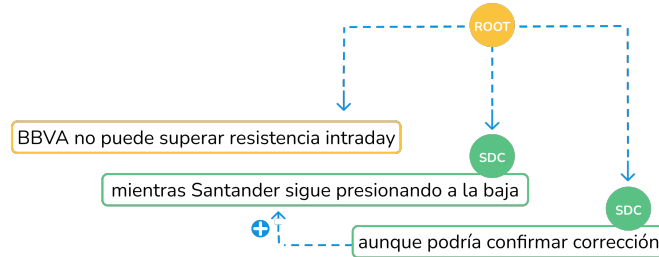 ROOT
BBVA no puede superar resistencia intraday
SDC
mientras Santander sigue presionando a la baja
SDC
aunque podría confirmar corrección